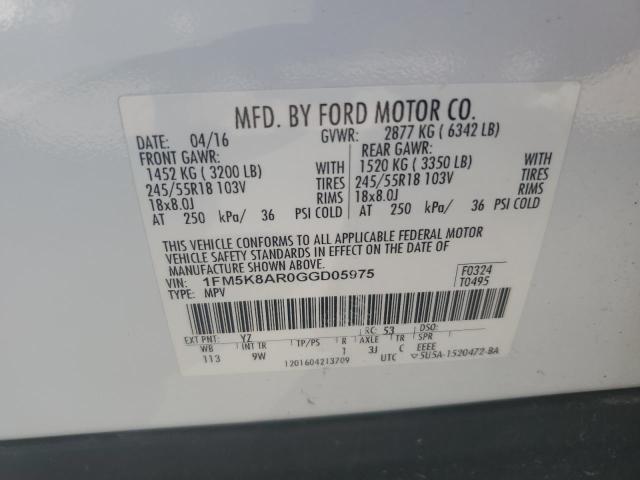 MFD. BY FORD MOTOR CO.
DATE: 04/16 GVWR: 2877 KG ( 6342 LB)
FRONT GAWR: REAR GAWR:
1452 KG ( 3200 LB) WITH 1520 KG ( 3350 LB) WITH
245/55R18 103V TIRES 245/55R18 103V TIRES
18x8.0J RIMS 18x8.0J RIMS
AT 250 kPa/ 36 PSI COLD AT 250 kPa/ 36 PSI COLD
THIS VEHICLE CONFORMS TO ALL APPLICABLE FEDERAL MOTOR
VEHICLE SAFETY STANDARDS IN EFFECT ON THE DATE OF
MANUFACTURE SHOWN ABOVE.
VIN: 1FM5K8AR0GGD05975 F0324
TYPE: MPV T0495
EXT PNT: YZ RC: 53 DSO:
WB INT TR TP/PS R AXLE TR SPR
113 9W 1 3J C EEEE
1201604213709 UTC 5U5A-1520472-BA